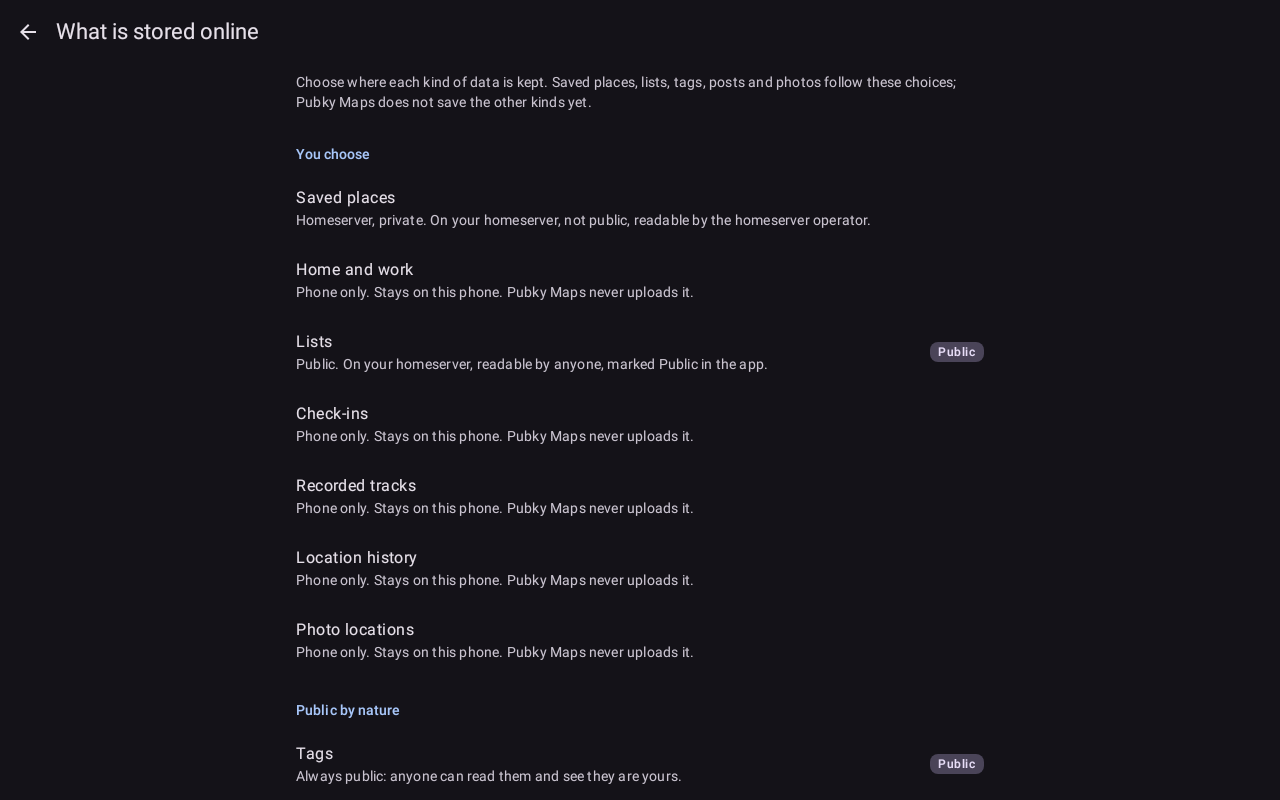 What is stored online
Choose where each kind of data is kept. Saved places, lists, tags, posts and photos follow these choices;
Pubky Maps does not save the other kinds yet.
You choose
Saved places
Homeserver, private. On your homeserver, not public, readable by the homeserver operator.
Home and work
Phone only. Stays on this phone. Pubky Maps never uploads it.
Lists
Public. On your homeserver, readable by anyone, marked Public in the app.
Public
Check-ins
Phone only. Stays on this phone. Pubky Maps never uploads it.
Recorded tracks
Phone only. Stays on this phone. Pubky Maps never uploads it.
Location history
Phone only. Stays on this phone. Pubky Maps never uploads it.
Photo locations
Phone only. Stays on this phone. Pubky Maps never uploads it.
Public by nature
Tags
Always public: anyone can read them and see they are yours.
Public